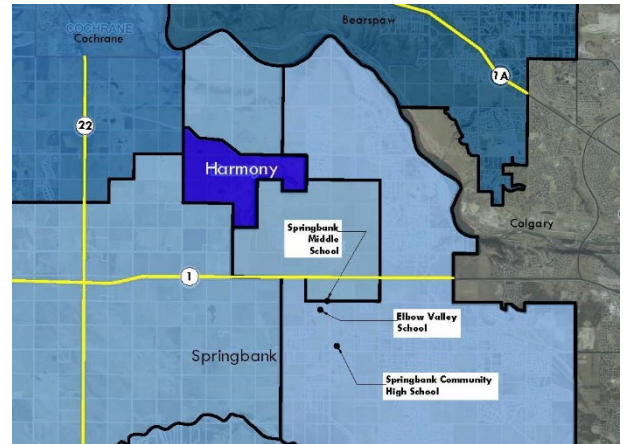 Bearspaw
COCHRANE
Cochrane
1A
22
Harmony
Springbank
Middle
School
Calgary
1
Elbow Valley
School
Springbank
Springbank Community
High School